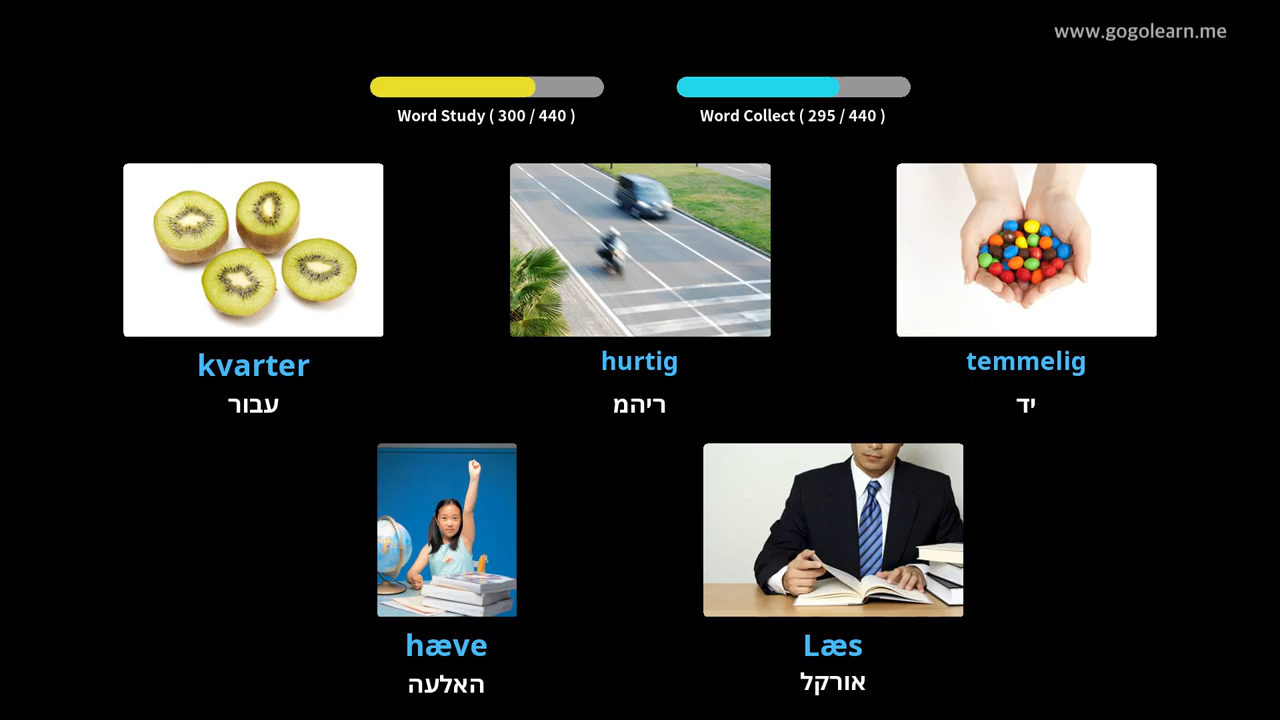 www.gogolearn.me
Word Study ( 300 / 440 )
Word Collect ( 295 / 440 )
kvarter
עבור
hurtig
ריהמ
temmelig
יד
hæve
האלעה
Læs
אורקל